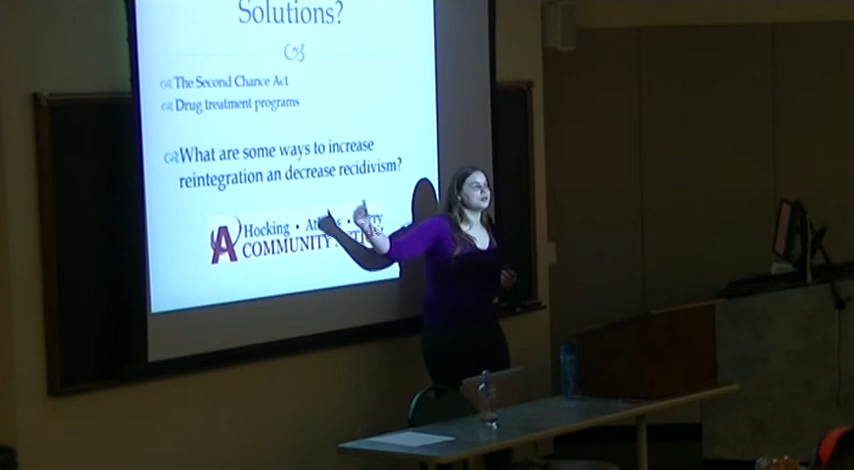 Solutions?
The Second Chance Act
Drug treatment programs
What are some ways to increase
reintegration an decrease recidivism?
Hocking •
COMMUNITY